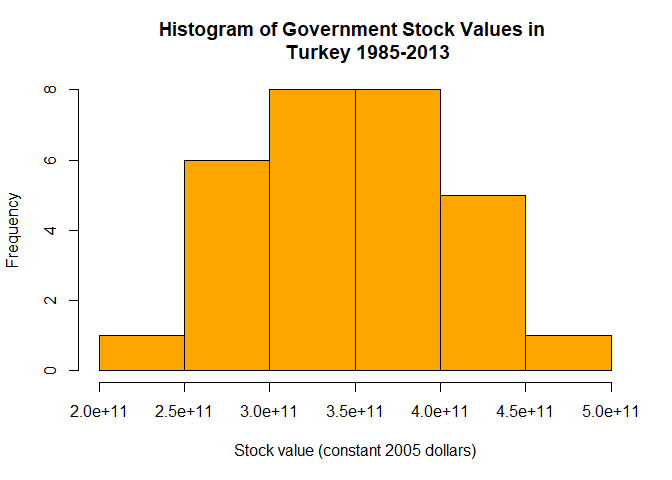 Histogram of Government Stock Values in
Turkey 1985-2013
Frequency
8
6
4
2
0
2.0e+11 2.5e+11 3.0e+11 3.5e+11 4.0e+11 4.5e+11 5.0e+11
Stock value (constant 2005 dollars)